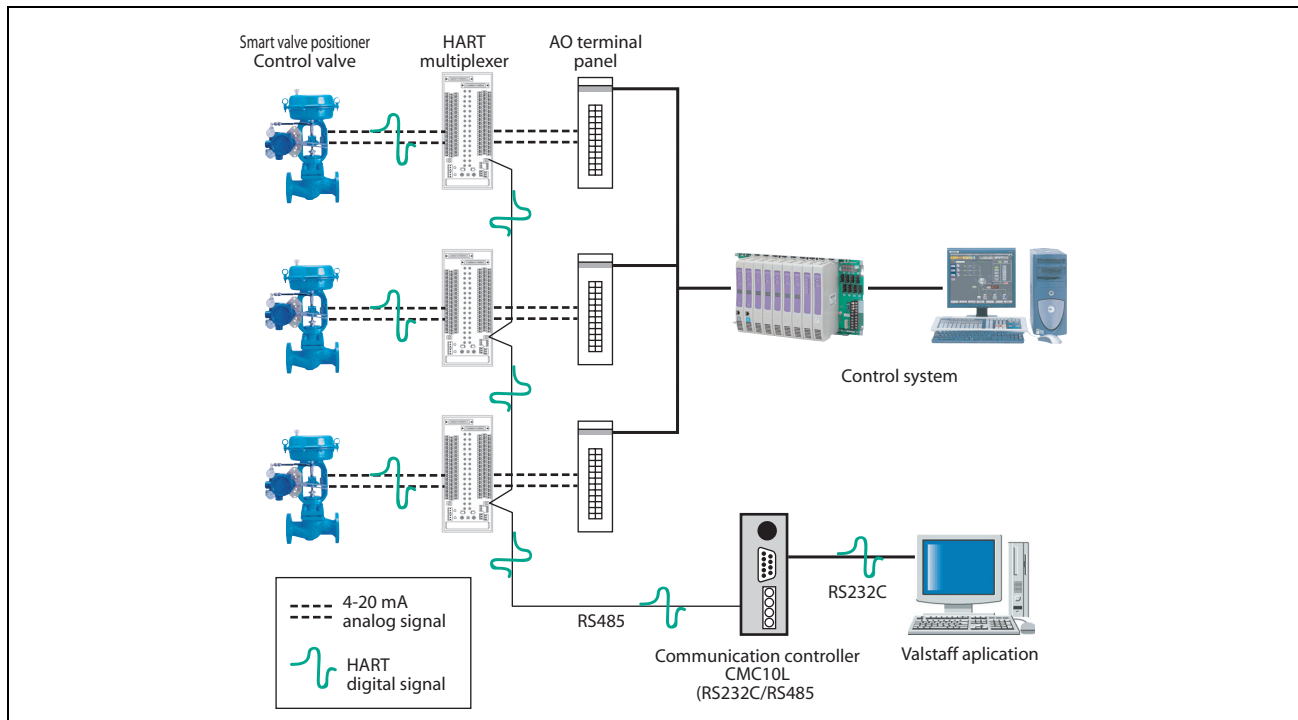 Smart valve positioner
Control valve
HART
multiplexer
AO terminal
panel
Control system
RS232C
RS485
Communication controller
CMC10L
(RS232C/RS485
Valstaff aplication
4-20 mA
analog signal
HART
digital signal